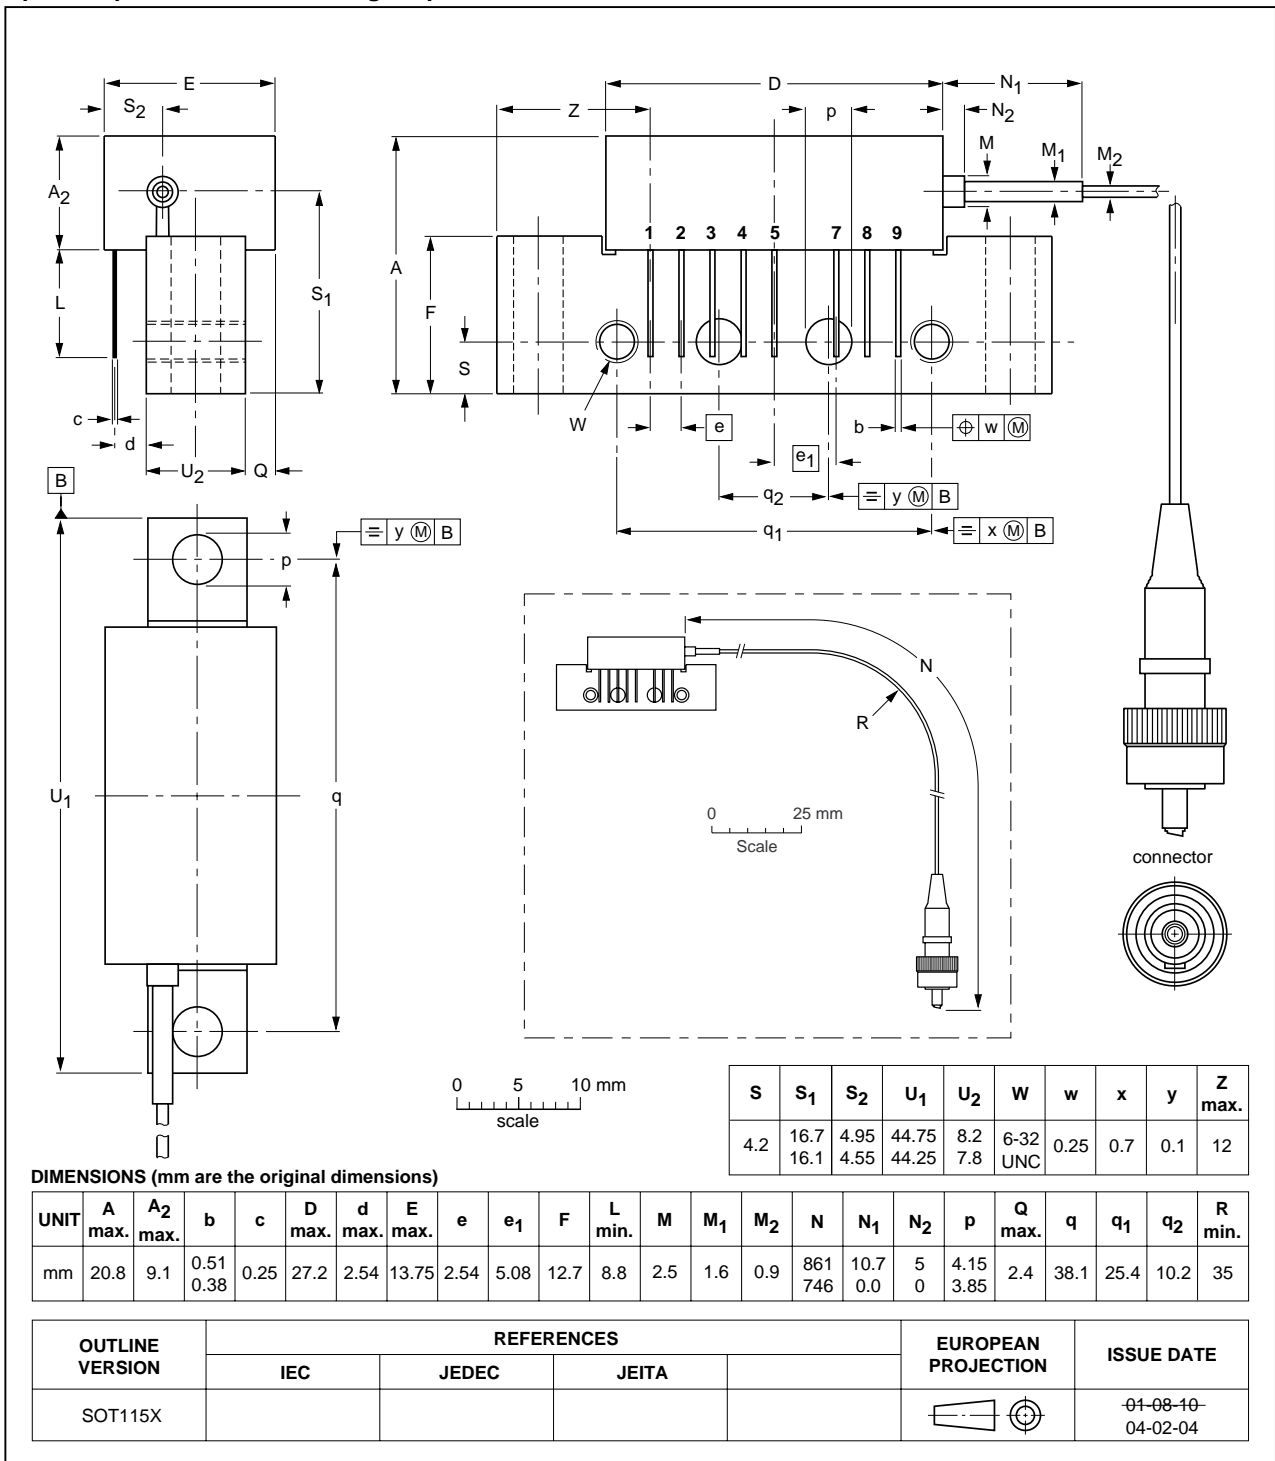 E
S2
A2
L
S1
c
d
U2
Q
D
N1
Z
p
N2
M
M1
M2
A
F
S
1 2 3 4 5 7 8 9
W
e
b
w M
e1
q2
y M B
q1
x M B
B
y M B
p
U1
q
N
R
0 25 mm
Scale
connector
0 5 10 mm
scale
S S1 S2 U1 U2 W w x y Z max.
4.2 16.7 16.1 4.95 4.55 44.75 44.25 8.2 7.8 6-32 UNC 0.25 0.7 0.1 12
DIMENSIONS (mm are the original dimensions)
UNIT A max. A2 max. b c D max. d max. E max. e e1 F L min. M M1 M2 N N1 N2 p Q max. q q1 q2 R min.
mm 20.8 9.1 0.51 0.38 0.25 27.2 2.54 13.75 2.54 5.08 12.7 8.8 2.5 1.6 0.9 861 746 10.7 0.0 5 0 4.15 3.85 2.4 38.1 25.4 10.2 35
OUTLINE VERSION REFERENCES EUROPEAN PROJECTION ISSUE DATE
IEC JEDEC JEITA
SOT115X 01-08-10
04-02-04